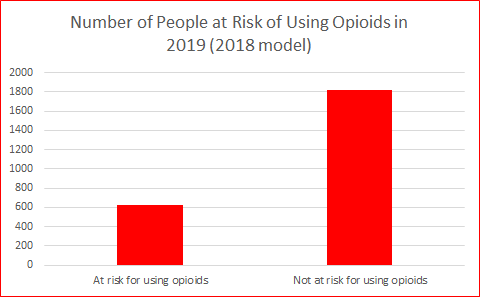 Number of People at Risk of Using Opioids in
2019 (2018 model)
2000
1800
1600
1400
1200
1000
800
600
400
200
0
At risk for using opioids
Not at risk for using opioids